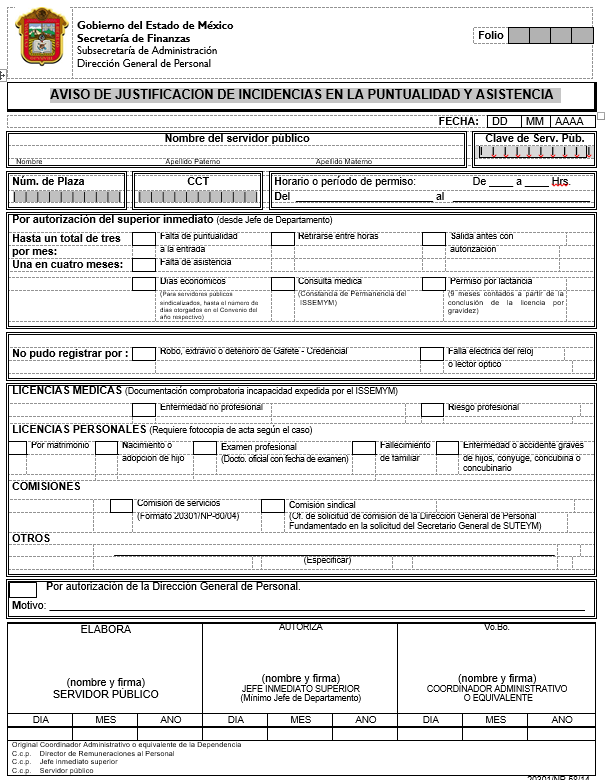 Gobierno del Estado de México
Secretaría de Finanzas
Subsecretaría de Administración
Dirección General de Personal
Folio
AVISO DE JUSTIFICACION DE INCIDENCIAS EN LA PUNTUALIDAD Y ASISTENCIA
FECHA: DD MM AAAA
Nombre del servidor público
Clave de Serv. Púb.
Nombre Apellido Paterno Apellido Materno
Núm. de Plaza CCT Horario o período de permiso: De ____ a ____ Hrs.
Del ____ al ____
Por autorización del superior inmediato (desde Jefe de Departamento)
Hasta un total de tres por mes:
Falta de puntualidad a la entrada
Retirarse entre horas
Salida antes con autorización
Una en cuatro meses:
Falta de asistencia
Días económicos
(Para servidores públicos sindicalizados, hasta el número de días otorgados en el Convenio del año respectivo)
Consulta medica
(Constancia de Permanencia del ISSEMYM)
Permiso por lactancia
(9 meses contados a partir de la conclusión de la licencia por gravidez)
No pudo registrar por :
Robo, extravío o deterioro de Gafete - Credencial
Falla electrica del reloj o lector optico
LICENCIAS MEDICAS (Documentación comprobatoria incapacidad expedida por el ISSEMYM)
Enfermedad no profesional
Riesgo profesional
LICENCIAS PERSONALES (Requiere fotocopia de acta según el caso)
Por matrimonio
Nacimiento o adopcion de hijo
Examen profesional
(Docto. oficial con fecha de examen)
Fallecimiento de familiar
Enfermedad o accidente graves de hijos, conyuge, concubina o concubinario
COMISIONES
Comisión de servicios
(Formato 20301/NP-60/04)
Comisión sindical
(Of. de solicitud de comisión de la Dirección General de Personal
Fundamentado en la solicitud del Secretario General de SUTEYM)
OTROS
(Especificar)
Por autorización de la Dirección General de Personal.
Motivo:
ELABORA AUTORIZA Vo.Bo.
(nombre y firma) (nombre y firma) (nombre y firma)
SERVIDOR PÚBLICO
JEFE INMEDIATO SUPERIOR
(Mínimo Jefe de Departamento)
COORDINADOR ADMINISTRATIVO
O EQUIVALENTE
DIA MES ANO DIA MES ANO DIA MES ANO
Original Coordinador Administrativo o equivalente de la Dependencia
C.c.p. Director de Remuneraciones al Personal
C.c.p. Jefe inmediato superior
C.c.p. Servidor público
20301/NP-58/14